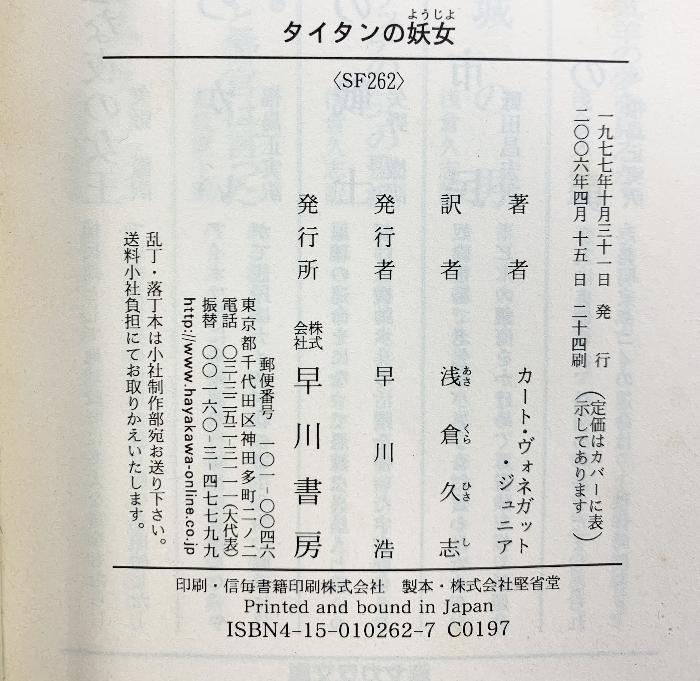 タイタンの妖女
ようじよ
〈SF262〉
一九七七年十月三十一日 発 行
二〇〇六年四月 十五 日 二十四刷
(定価はカバーに表
示してあります)
著 者 カート・ヴォネガット
・ジュニア
訳 者 浅倉久志
あさくらひさし
発行者 早川 浩
発行所 株式会社 早川書房
郵便番号 一〇一-〇〇四六
東京都千代田区神田多町二ノ二
電話 〇三-三二五二-三一一一(大代表)
振替 〇〇一六〇-三-四七七九九
http://www.hayakawa-online.co.jp
乱丁・落丁本は小社制作部宛お送り下さい。
送料小社負担にてお取りかえいたします。
印刷・信毎書籍印刷株式会社 製本・株式会社堅省堂
Printed and bound in Japan
ISBN4-15-010262-7 C0197